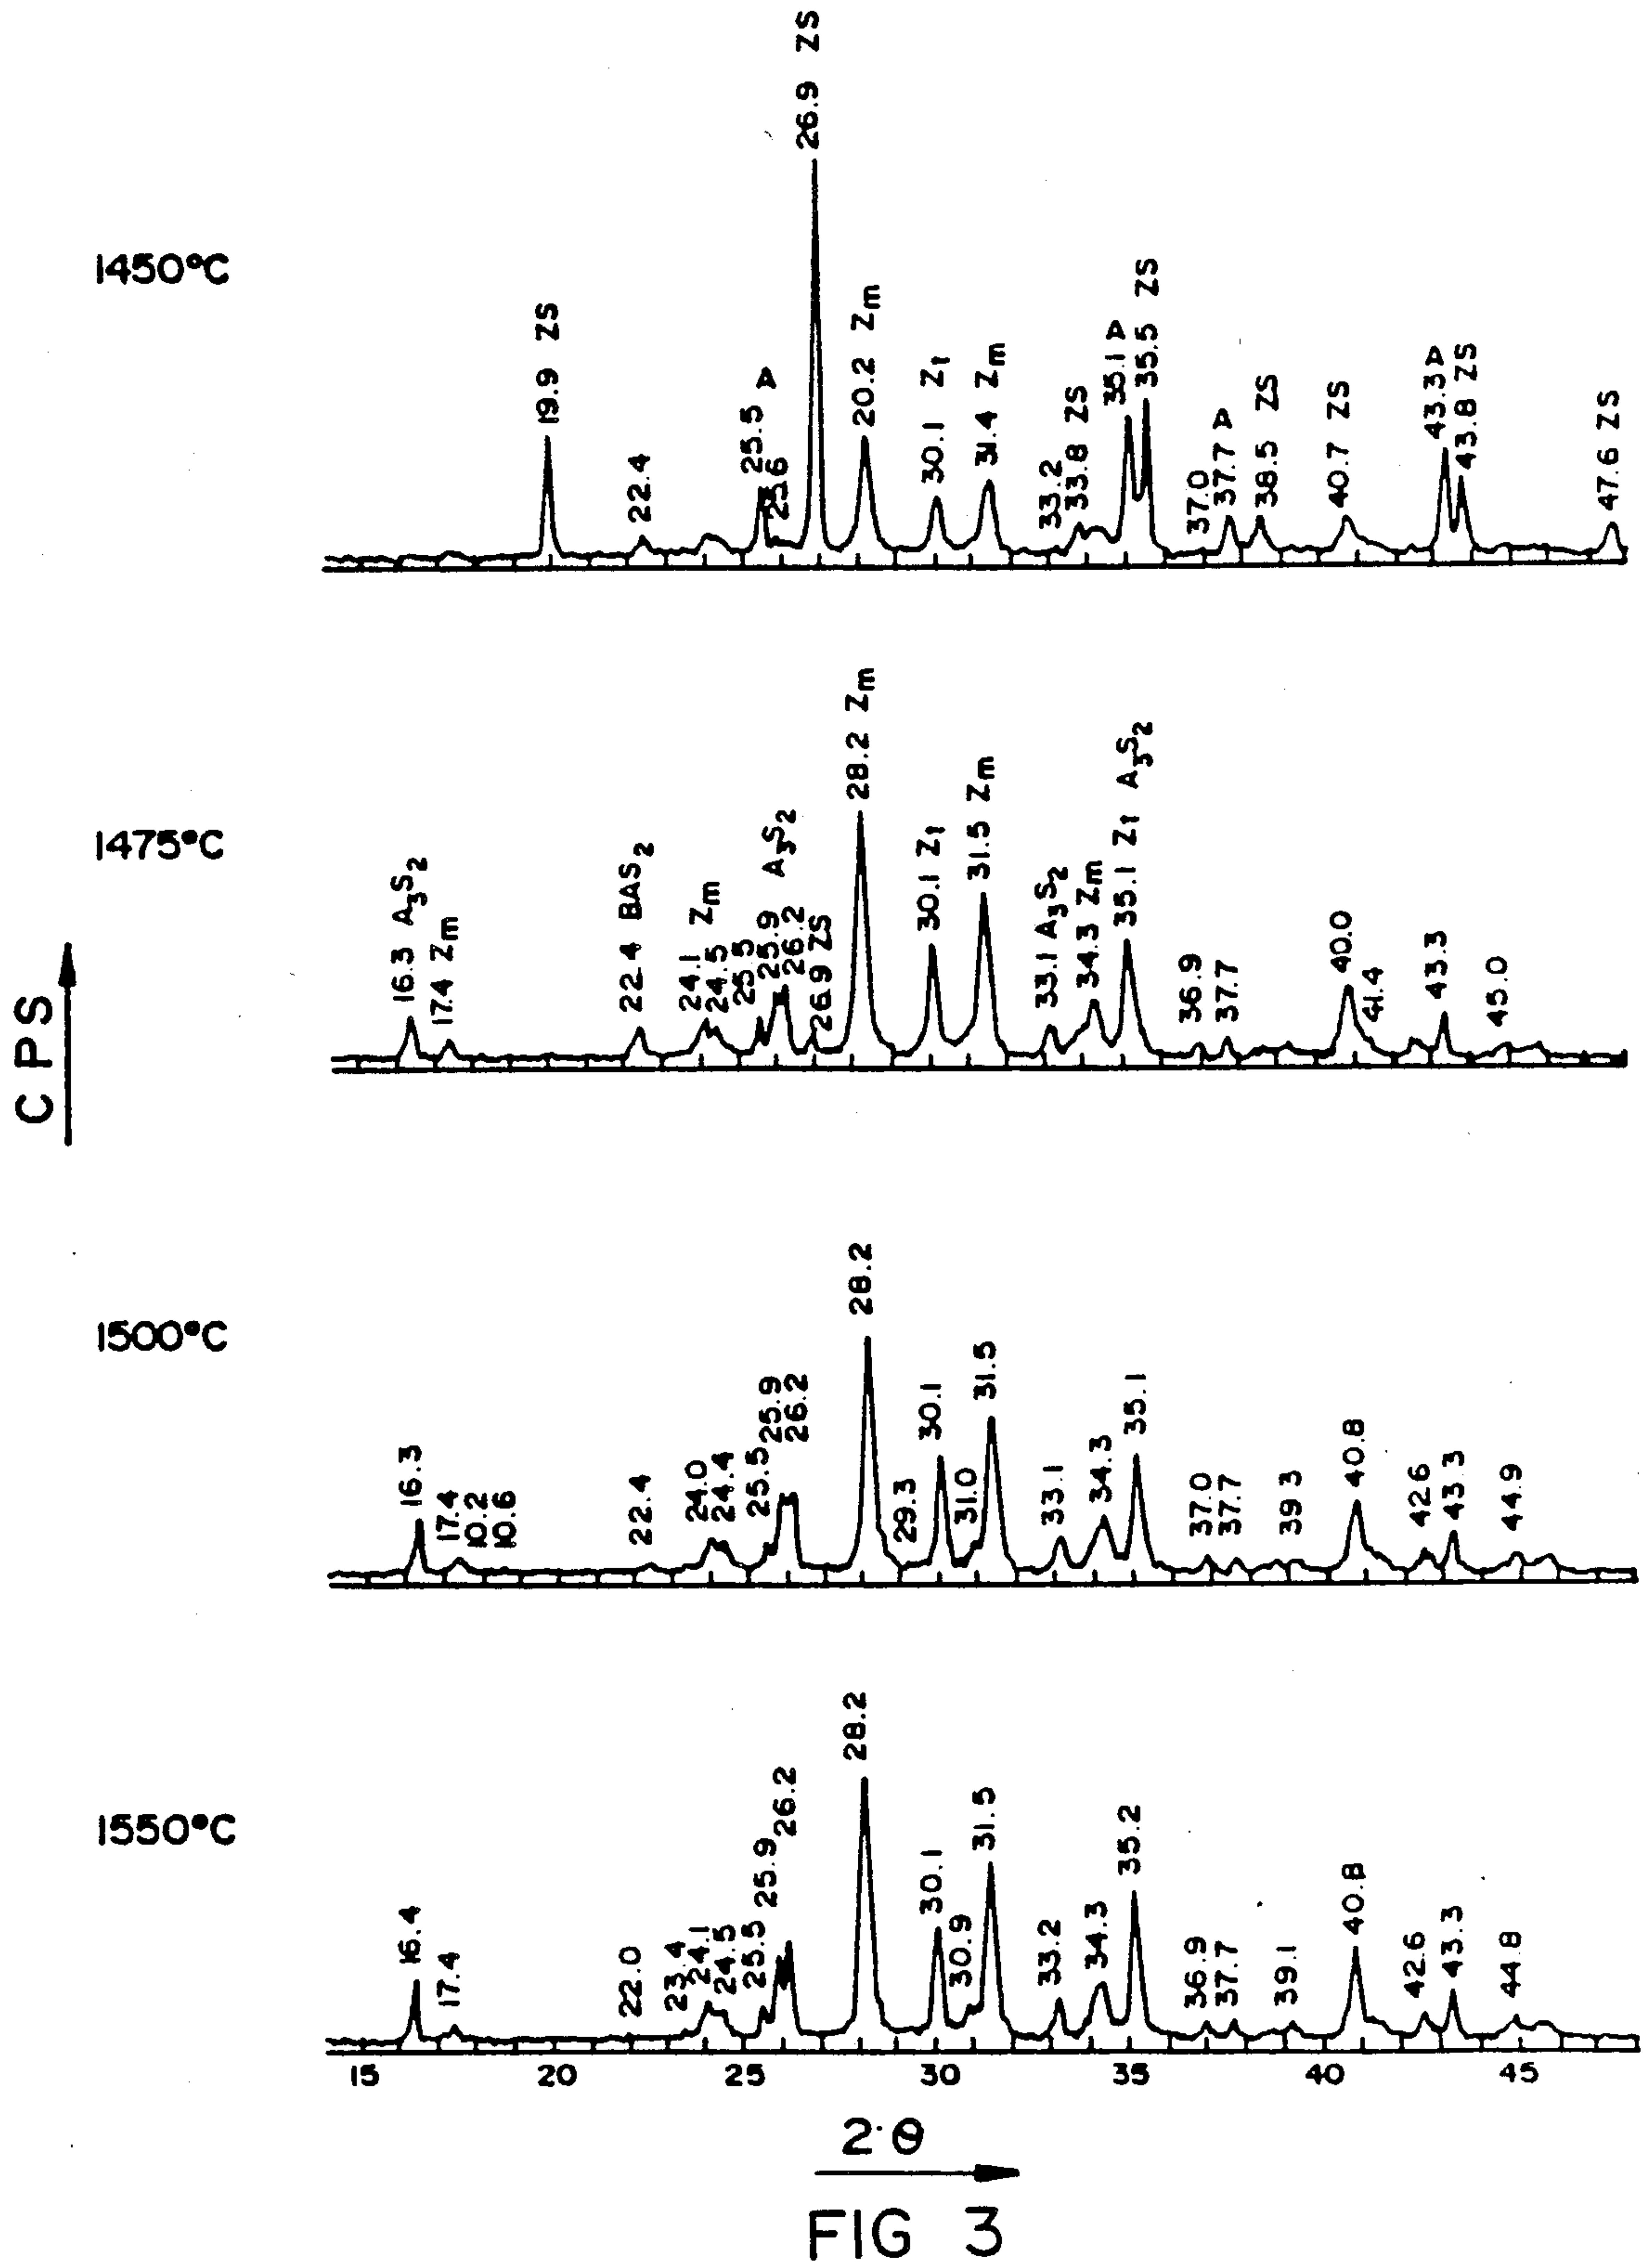 1450°C
19.9 ZS
22.4
25.5 A
25.6
26.9 ZS
20.2 Zm
30.1 Zt
31.4 Zm
33.2
33.8 ZS
35.1 A
35.5 ZS
37.0
37.7 A
38.5 ZS
40.7 ZS
43.3 A
43.8 ZS
47.6 ZS
1475°C
16.3 A3S2
17.4 Zm
22.4 BAS2
24.1 Zm
24.5
25.5
25.9 A3S2
26.2
26.9 ZS
28.2 Zm
30.1 Zt
31.5 Zm
33.1 A3S2
34.3 Zm
35.1 Zt A3S2
36.9
37.7
40.0
41.4
43.3
45.0
CPS
1500°C
16.3
17.4
10.2
10.6
22.4
24.0
24.4
25.5
25.9
26.2
28.2
29.3
30.1
31.0
31.5
33.1
34.3
35.1
37.0
37.7
39.3
40.8
42.6
43.3
44.9
1550°C
16.4
17.4
22.0
23.4
24.1
24.5
25.5
25.9
26.2
28.2
30.1
30.9
31.5
33.2
34.3
35.2
36.9
37.7
39.1
40.8
42.6
43.3
44.8
15 20 25 30 35 40 45
2·Θ
FIG 3